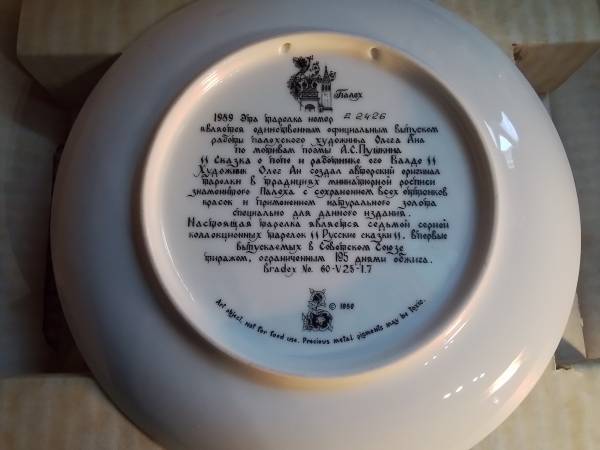 Палех
1989 Эта тарелка номер E 2426
является единственным официальным выпуском
работы палехского художника Олега Ана
по мотивам поэмы А.С.Пушкина
"Сказка о попе и работнике его Балде"
Художник Олег Ан создал авторский оригинал
тарелки в традициях миниатюрной росписи
знаменитого Палеха с сохранением всех оттенков
красок и применением натурального золота
специально для данного издания.
Настоящая тарелка является седьмой серией
коллекционных тарелок "Русские сказки", впервые
выпускаемых в Советском Союзе
тиражом, ограниченным 195 днями обжига.
Bradex No. 60-V25-1.7
© 1989
Art object, not for food use. Precious metal pigments may be toxic.